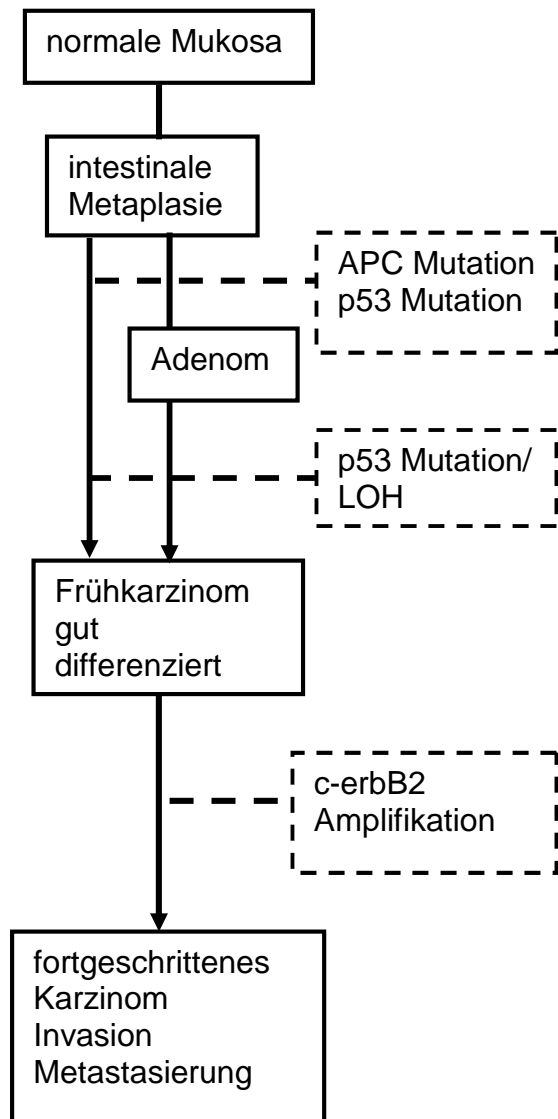 normale Mukosa
intestinale
Metaplasie
APC Mutation
p53 Mutation
Adenom
p53 Mutation/
LOH
Frühkarzinom
gut
differenziert
c-erbB2
Amplifikation
fortgeschrittenes
Karzinom
Invasion
Metastasierung